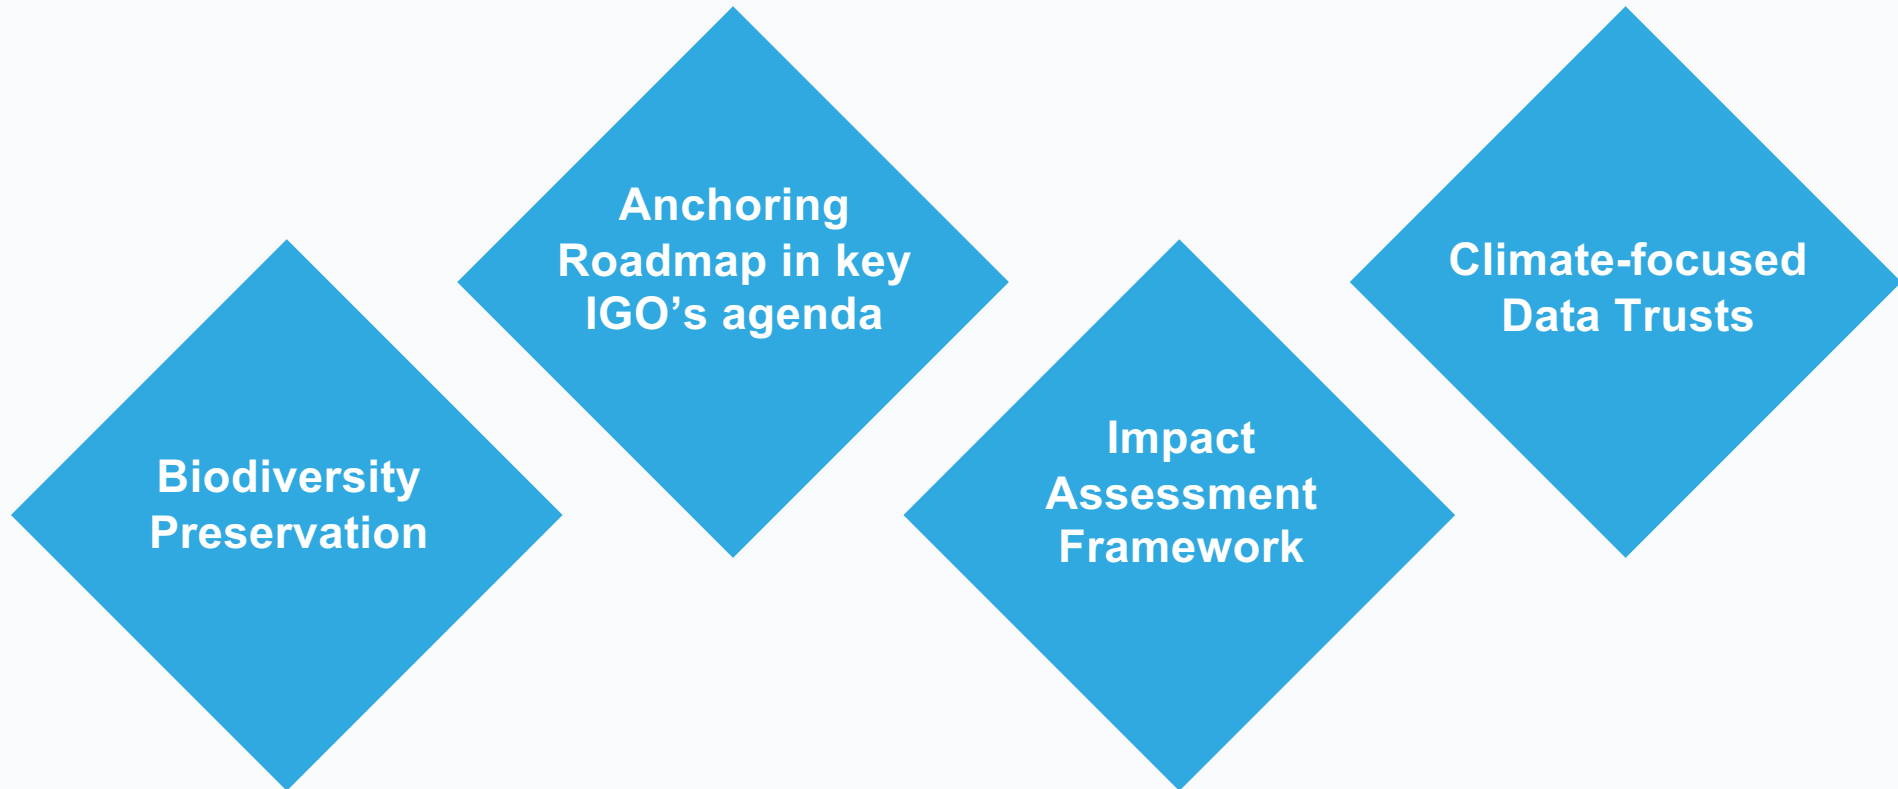 Biodiversity
Preservation
Anchoring
Roadmap in key
IGO’s agenda
Impact
Assessment
Framework
Climate-focused
Data Trusts